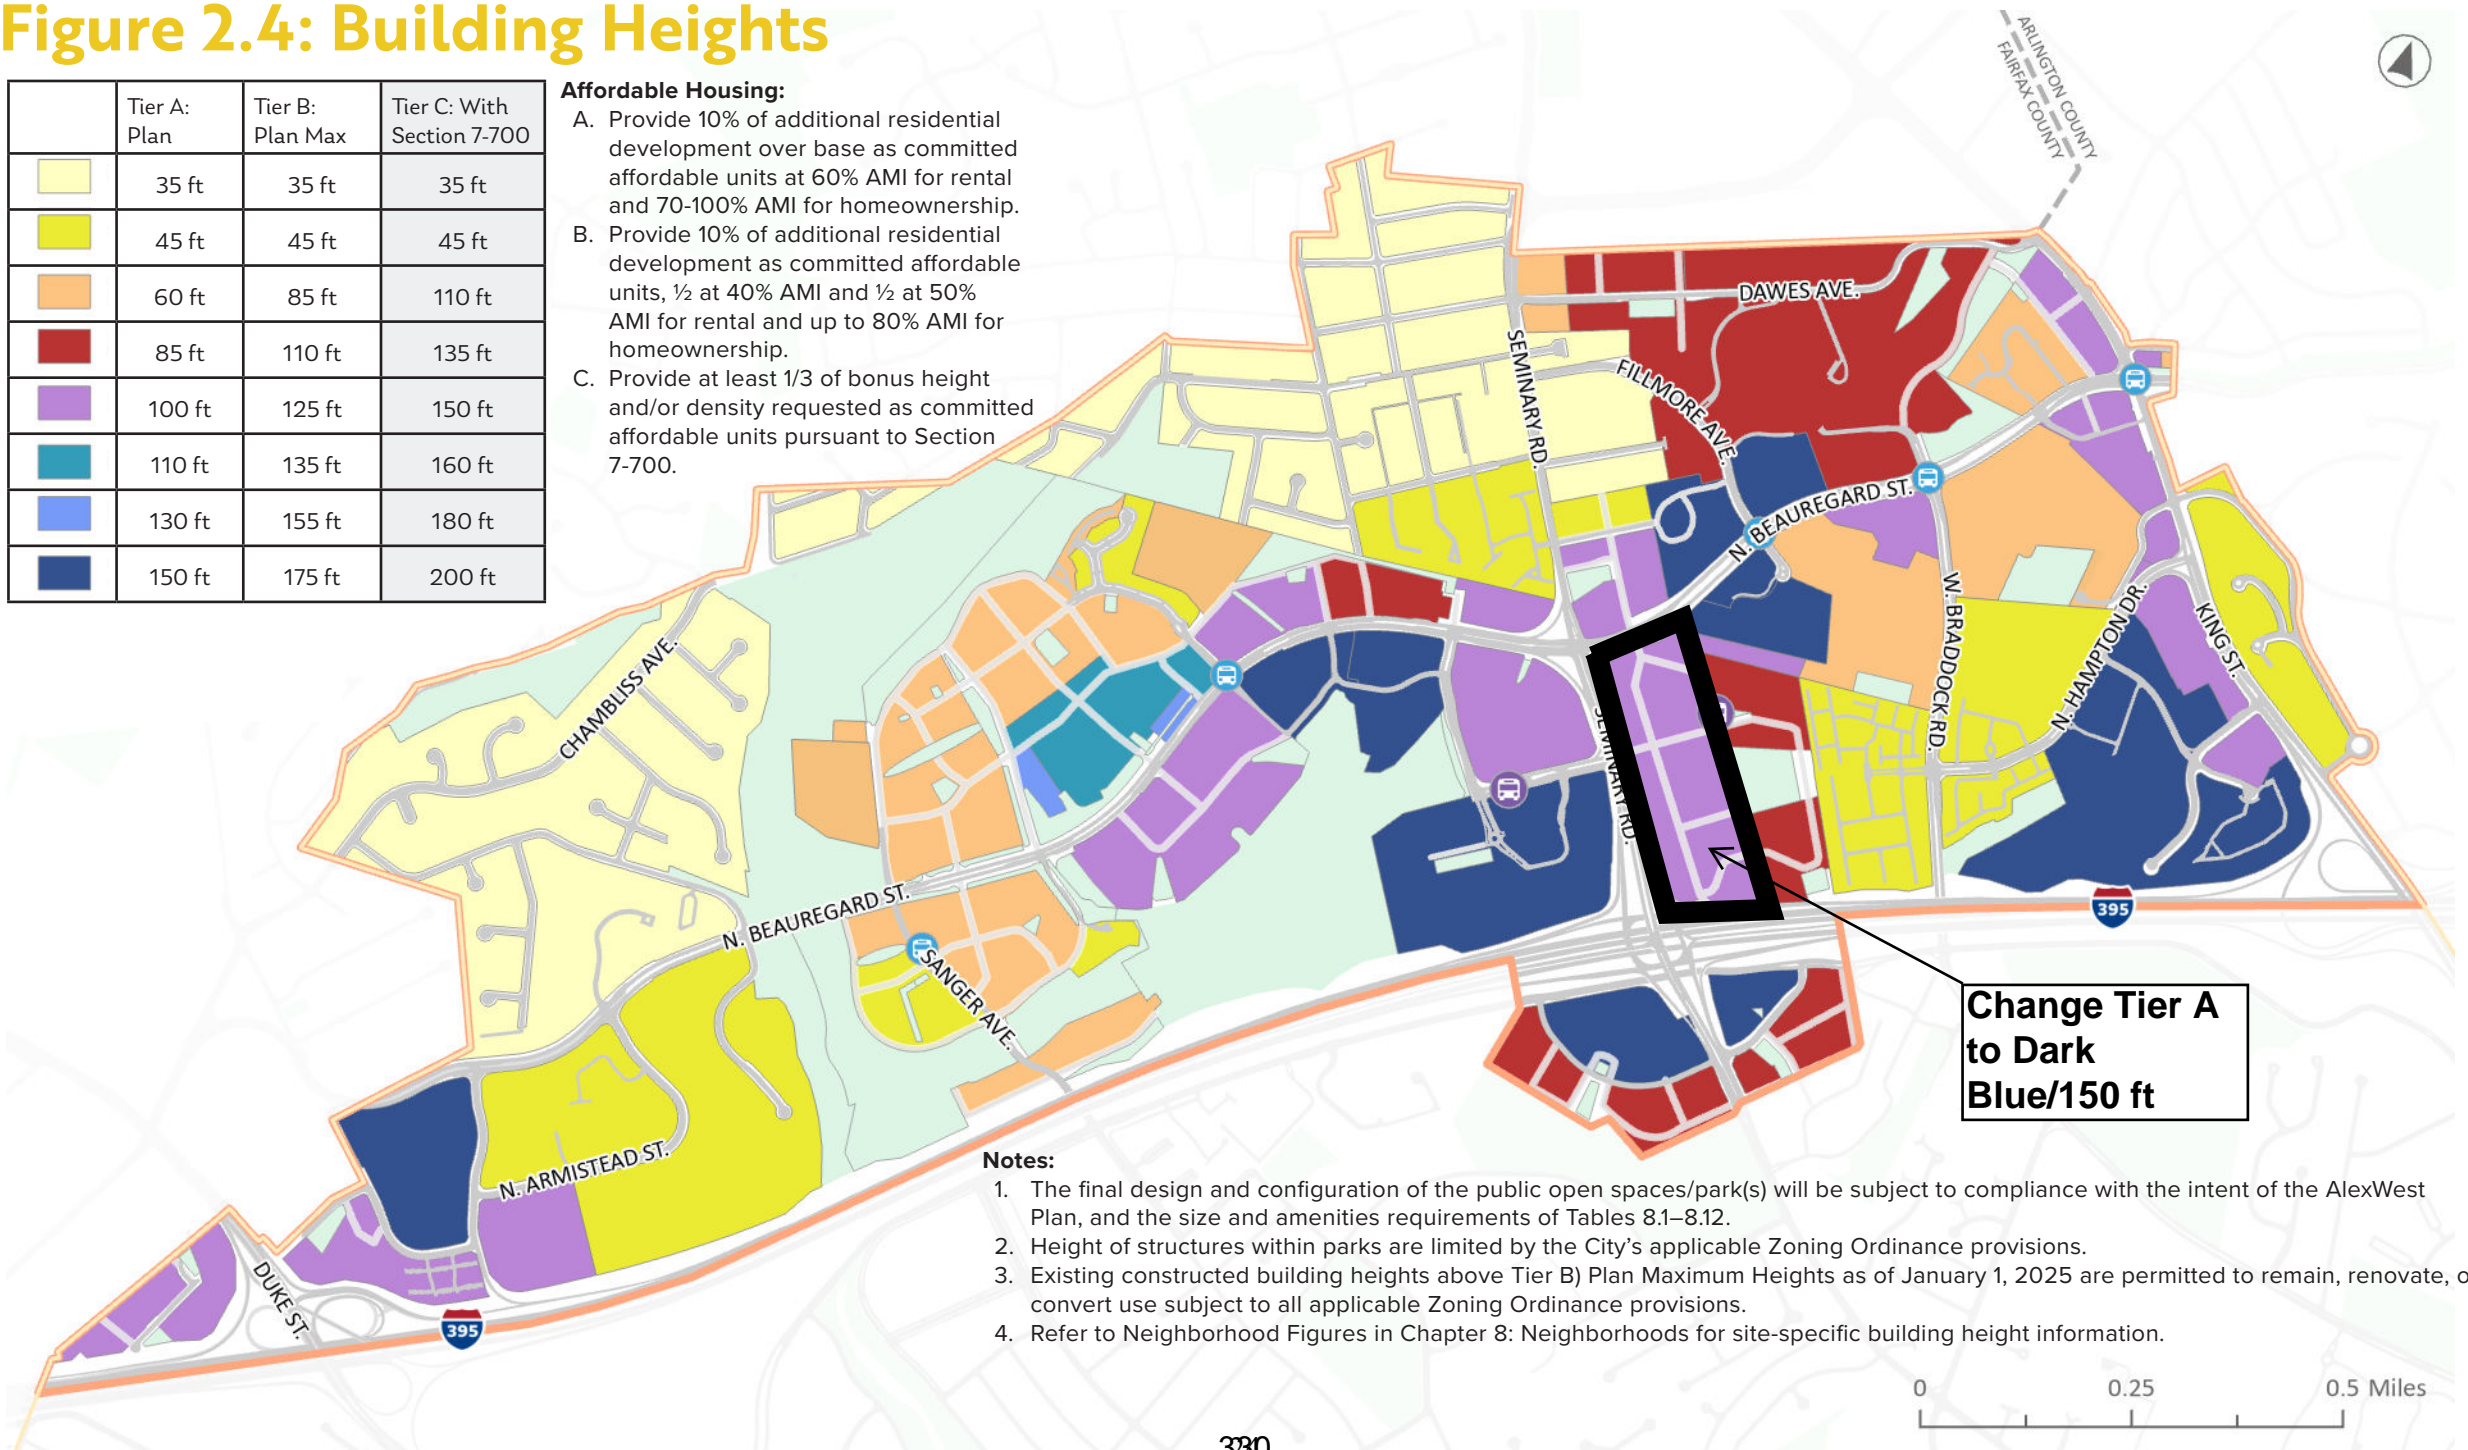 Figure 2.4: Building Heights
Tier A: Plan
Tier B: Plan Max
Tier C: With Section 7-700
35 ft 35 ft 35 ft
45 ft 45 ft 45 ft
60 ft 85 ft 110 ft
85 ft 110 ft 135 ft
100 ft 125 ft 150 ft
110 ft 135 ft 160 ft
130 ft 155 ft 180 ft
150 ft 175 ft 200 ft
Affordable Housing:
A. Provide 10% of additional residential
development over base as committed
affordable units at 60% AMI for rental
and 70-100% AMI for homeownership.
B. Provide 10% of additional residential
development as committed affordable
units, ½ at 40% AMI and ½ at 50%
AMI for rental and up to 80% AMI for
homeownership.
C. Provide at least 1/3 of bonus height
and/or density requested as committed
affordable units pursuant to Section
7-700.
ARLINGTON COUNTY
FAIRFAX COUNTY
DAWES AVE.
SEMINARY RD.
FILLMORE AVE.
N. BEAUREGARD ST.
W. BRADDOCK RD.
N. HAMPTON DR.
KING ST.
CHAMBLISS AVE.
SEMINARY RD.
N. BEAUREGARD ST.
SANGER AVE.
395
N. ARMISTEAD ST.
DUKE ST.
395
Change Tier A
to Dark
Blue/150 ft
Notes:
1. The final design and configuration of the public open spaces/park(s) will be subject to compliance with the intent of the AlexWest
Plan, and the size and amenities requirements of Tables 8.1–8.12.
2. Height of structures within parks are limited by the City's applicable Zoning Ordinance provisions.
3. Existing constructed building heights above Tier B) Plan Maximum Heights as of January 1, 2025 are permitted to remain, renovate, o
convert use subject to all applicable Zoning Ordinance provisions.
4. Refer to Neighborhood Figures in Chapter 8: Neighborhoods for site-specific building height information.
0 0.25 0.5 Miles